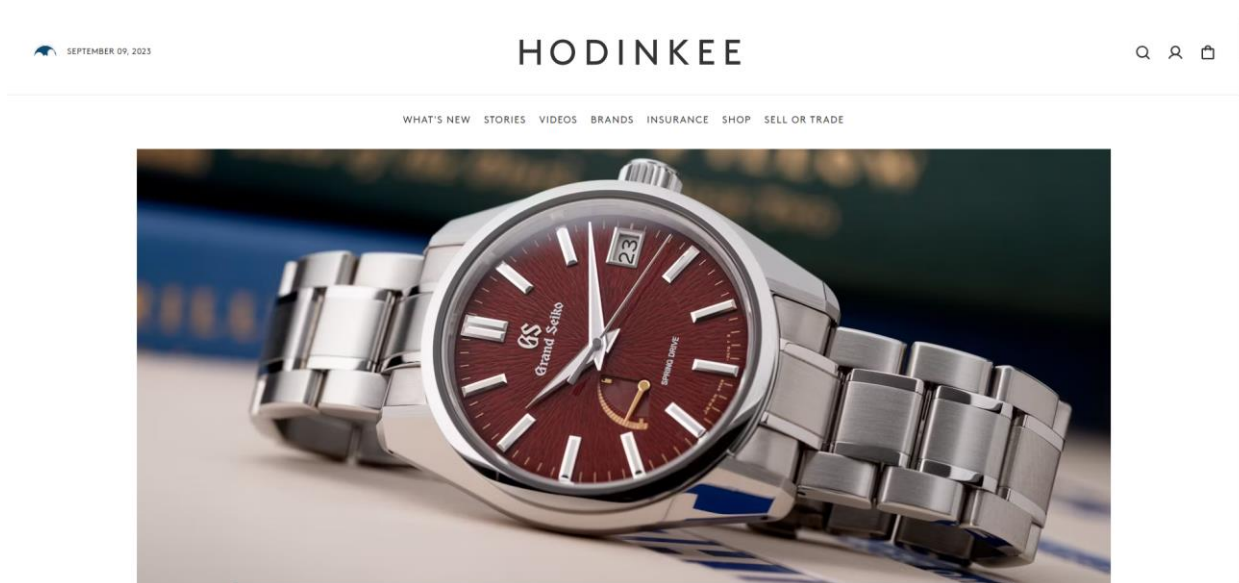 SEPTEMBER 09, 2023
HODINKEE
WHAT'S NEW STORIES VIDEOS BRANDS INSURANCE SHOP SELL OR TRADE
23
GS
Grand Seiko
SPRING DRIVE